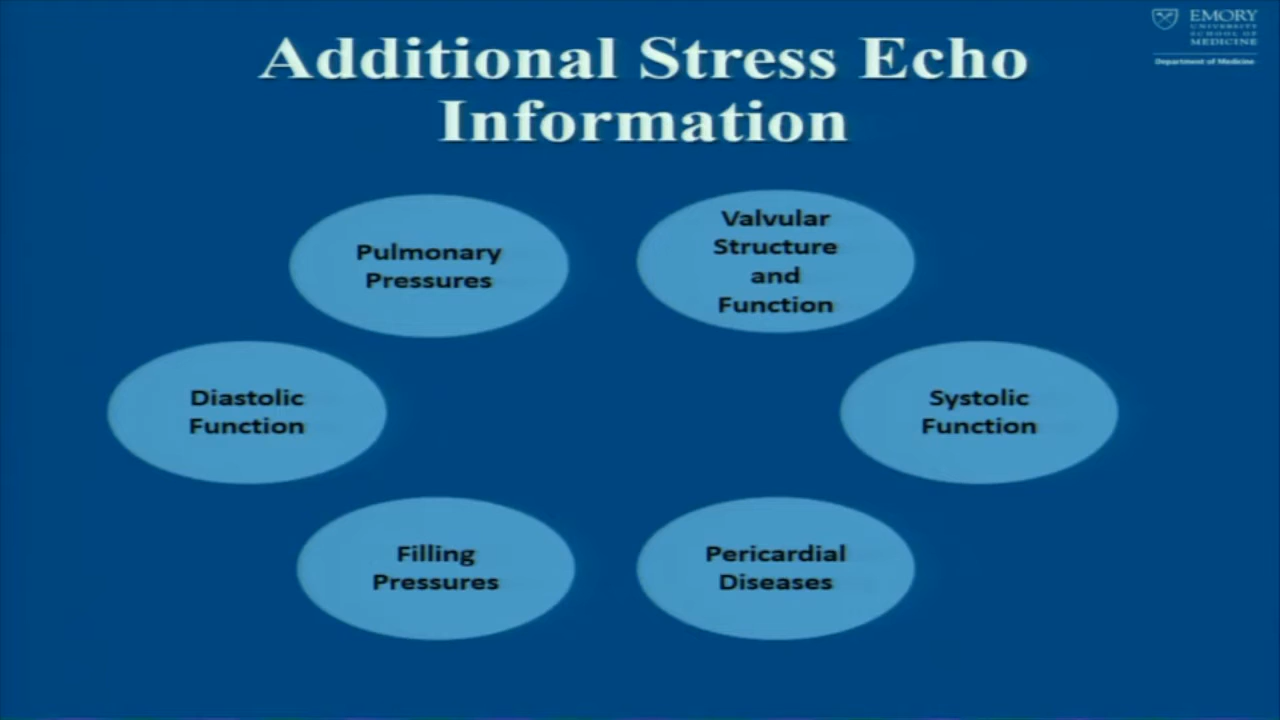 EMORY
UNIVERSITY
SCHOOL OF
MEDICINE
Department of Medicine
Additional Stress Echo
Information
Pulmonary
Pressures
Valvular
Structure
and
Function
Diastolic
Function
Systolic
Function
Filling
Pressures
Pericardial
Diseases